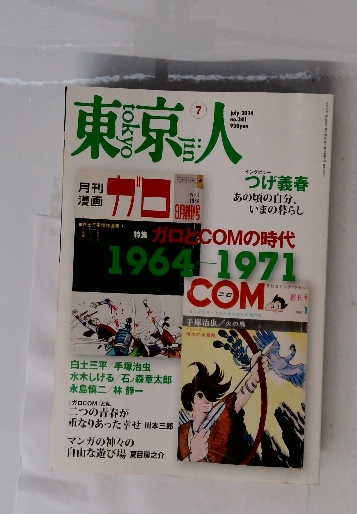 東京人
tokyo jin
7
july 2014
no.341
930yen
インタビュー
つげ義春
あの頃の自分、
いまの暮らし
月刊
漫画
ガロ
特集 ガロとCOMの時代
1964―1971
COM
コム
創刊
手塚治虫/火の鳥
白土三平/手塚治虫
水木しげる/石ノ森章太郎
永島慎二/林 静一
二つの青春が
重なりあった幸せ 川本三郎
マンガの神々の
自由な遊び場 夏目房之介